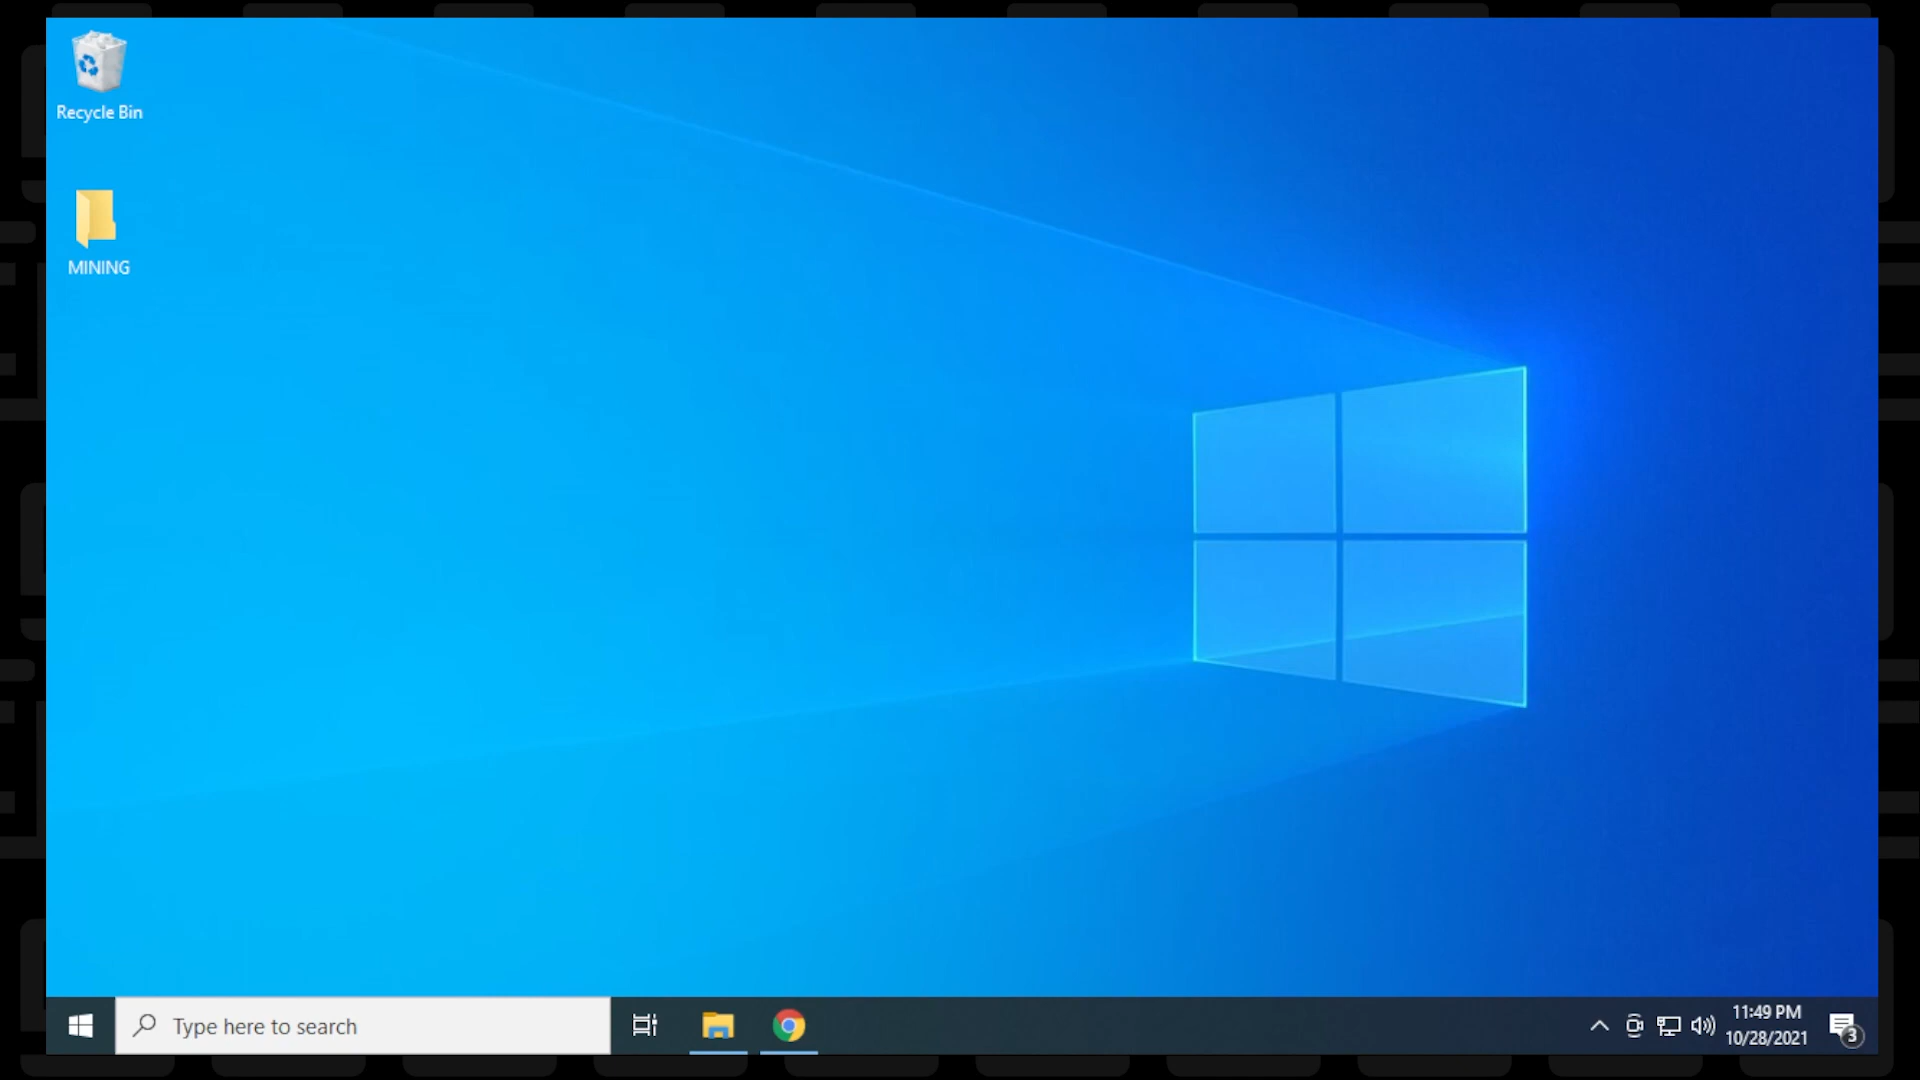 Recycle Bin
MINING
Type here to search
11:49 PM
10/28/2021
3